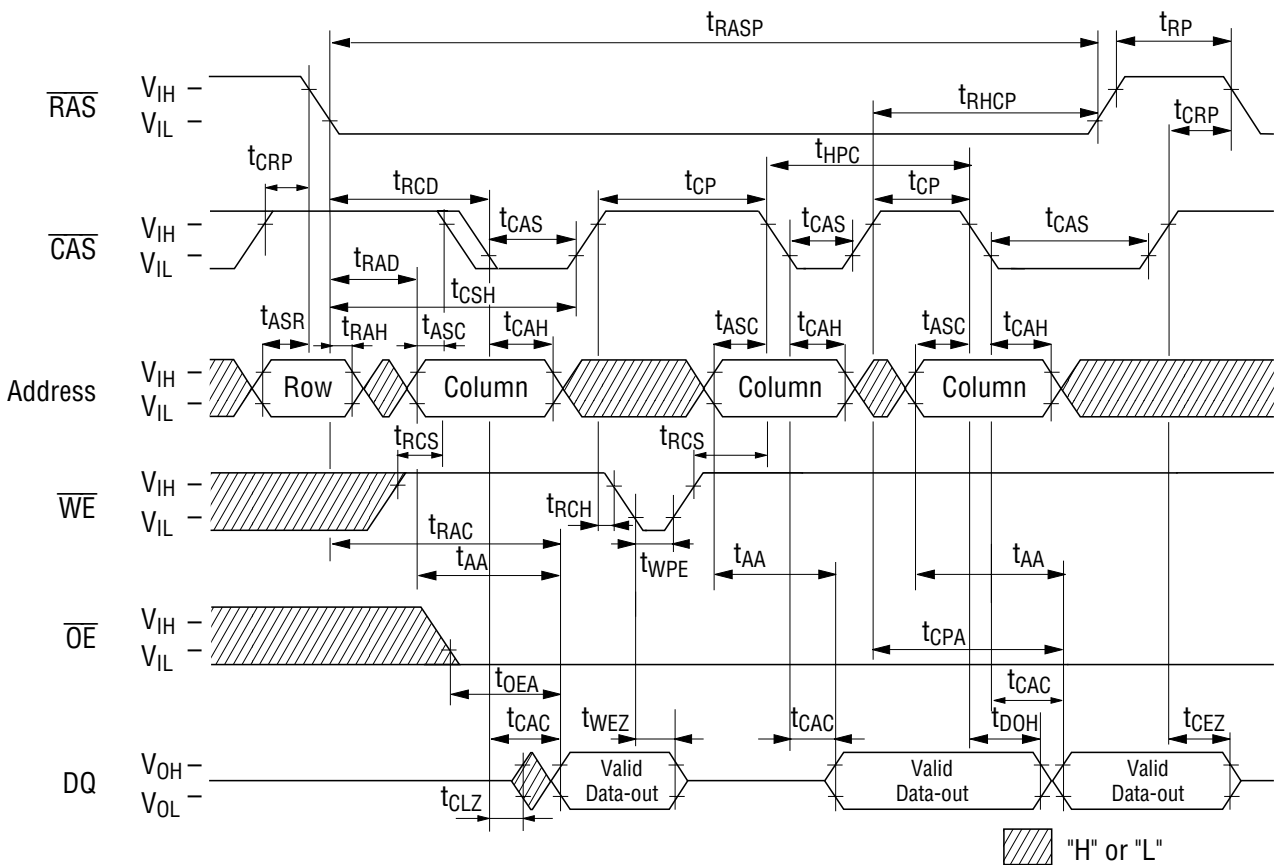 tRASP tRP
RAS VIH VIL
tRHCP tCRP
tCRP tRCD tCP tHPC tCP
CAS VIH VIL
tCAS tCAS tCAS
tRAD
tCSH
tASR tRAH tASC tCAH tASC tCAH tASC tCAH
Address VIH VIL
Row Column Column Column
tRCS tRCS
WE VIH VIL
tRCH
tRAC
tWPE
tAA tAA tAA
OE VIH VIL
tCPA
tOEA tCAC
tCAC tWEZ tCAC tDOH tCEZ
DQ VOH VOL
Valid Data-out
Valid Data-out
Valid Data-out
tCLZ
"H" or "L"